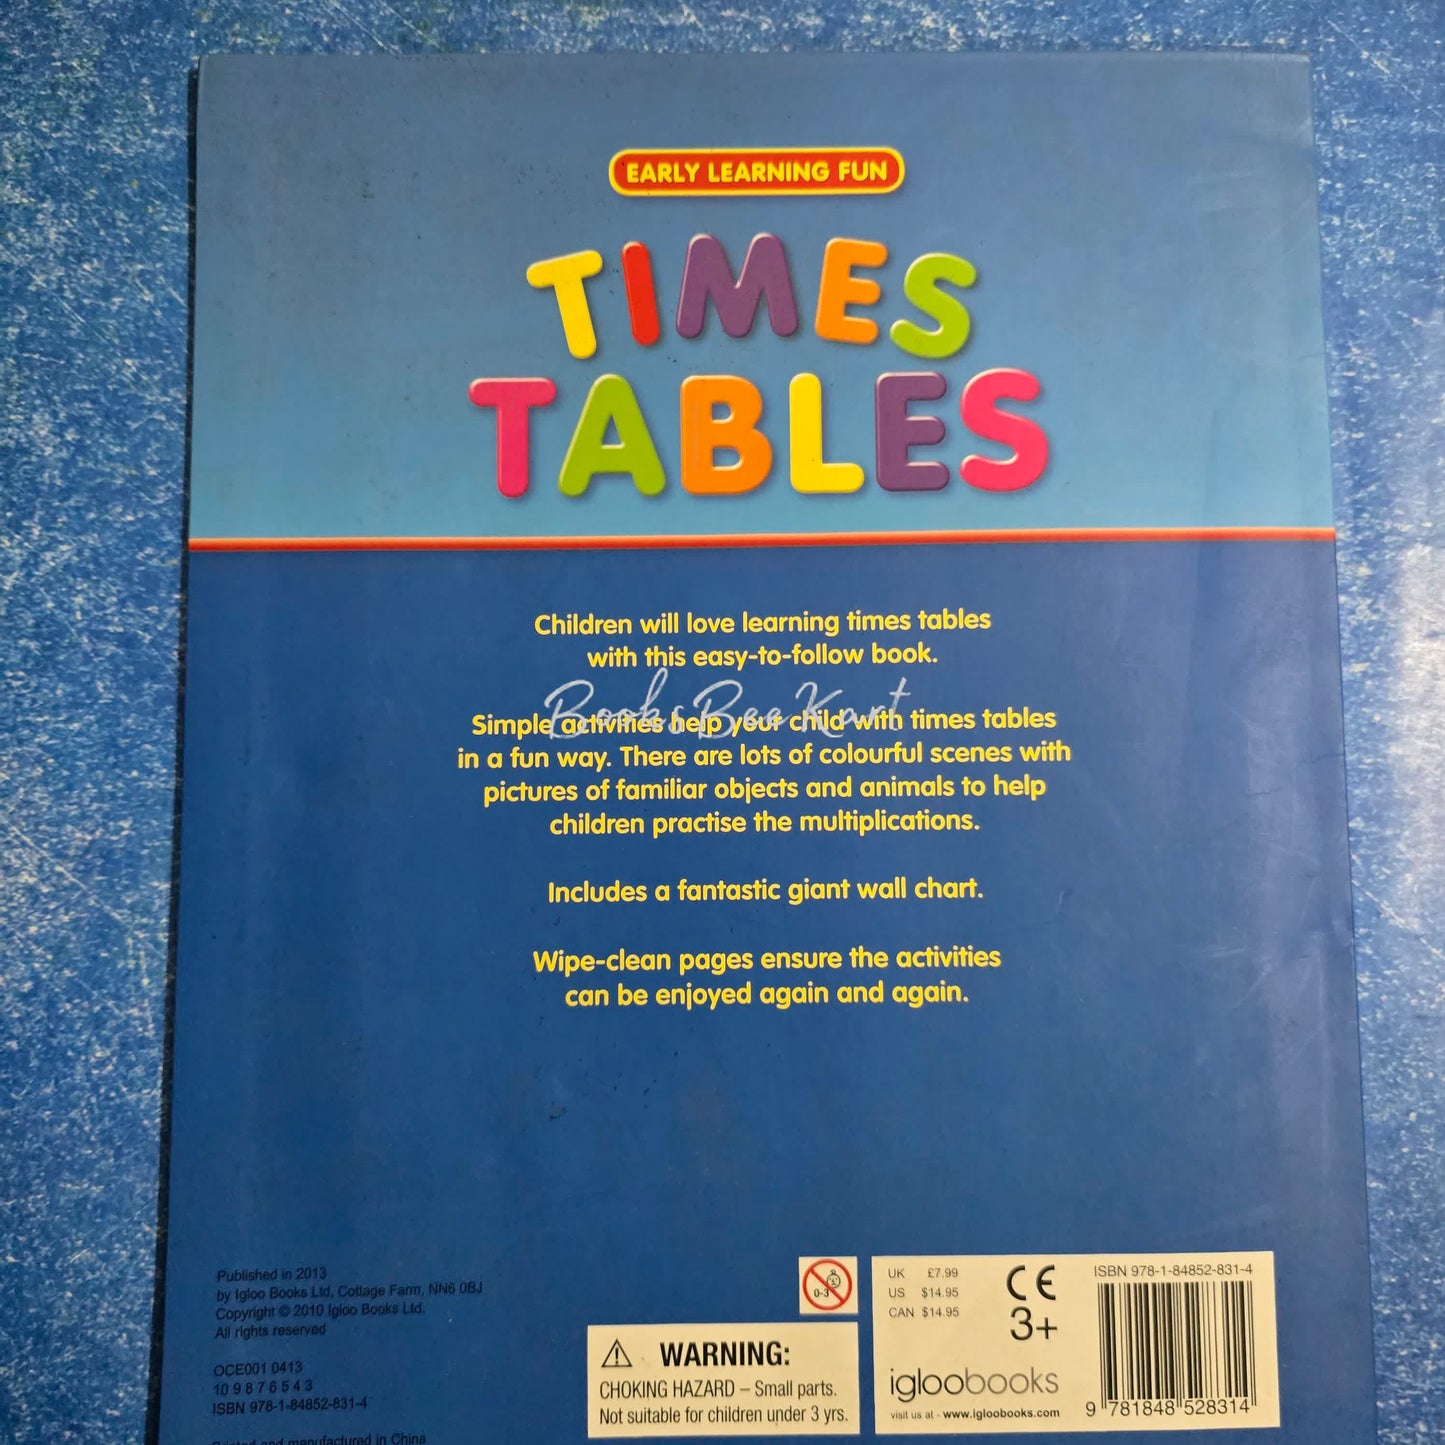 EARLY LEARNING FUN
TIMES
TABLES
Children will love learning times tables
with this easy-to-follow book.
BooksBeeKart
Simple activities help your child with times tables
in a fun way. There are lots of colourful scenes with
pictures of familiar objects and animals to help
children practise the multiplications.
Includes a fantastic giant wall chart.
Wipe-clean pages ensure the activities
can be enjoyed again and again.
Published in 2013
by Igloo Books Ltd, Cottage Farm, NN6 0BJ
Copyright © 2010 Igloo Books Ltd.
All rights reserved
OCE001 0413
10 9 8 7 6 5 4 3
ISBN 978-1-84852-831-4
Printed and manufactured in China
0-3
WARNING:
CHOKING HAZARD – Small parts.
Not suitable for children under 3 yrs.
UK £7.99
US $14.95
CAN $14.95
CE
3+
igloobooks
visit us at - www.igloobooks.com
ISBN 978-1-84852-831-4
9 781848 528314